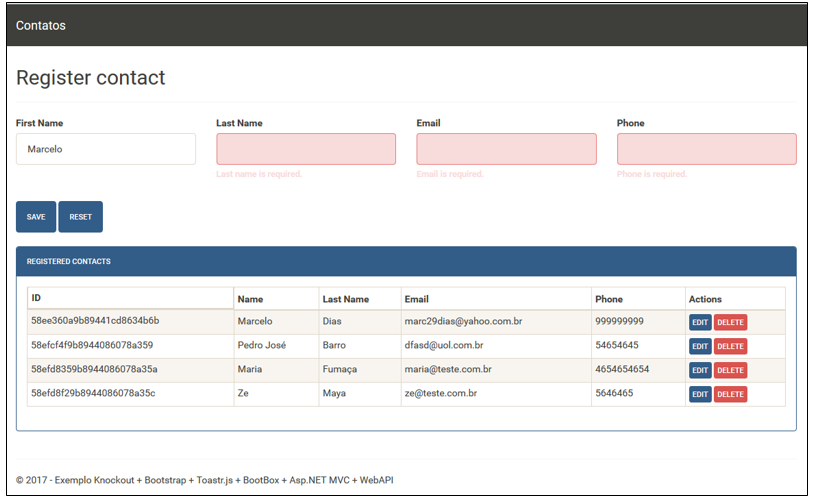 Contatos
Register contact
First Name Last Name Email Phone
Marcelo
Last name is required. Email is required. Phone is required.
SAVE RESET
REGISTERED CONTACTS
ID Name Last Name Email Phone Actions
58ee360a9b89441cd8634b6b Marcelo Dias marc29dias@yahoo.com.br 999999999 EDIT DELETE
58efcf4f9b8944086078a359 Pedro José Barro dfasd@uol.com.br 54654645 EDIT DELETE
58efd8359b8944086078a35a Maria Fumaça maria@teste.com.br 4654654654 EDIT DELETE
58efd8f29b8944086078a35c Ze Maya ze@teste.com.br 5646465 EDIT DELETE
© 2017 - Exemplo Knockout + Bootstrap + Toastr.js + BootBox + Asp.NET MVC + WebAPI